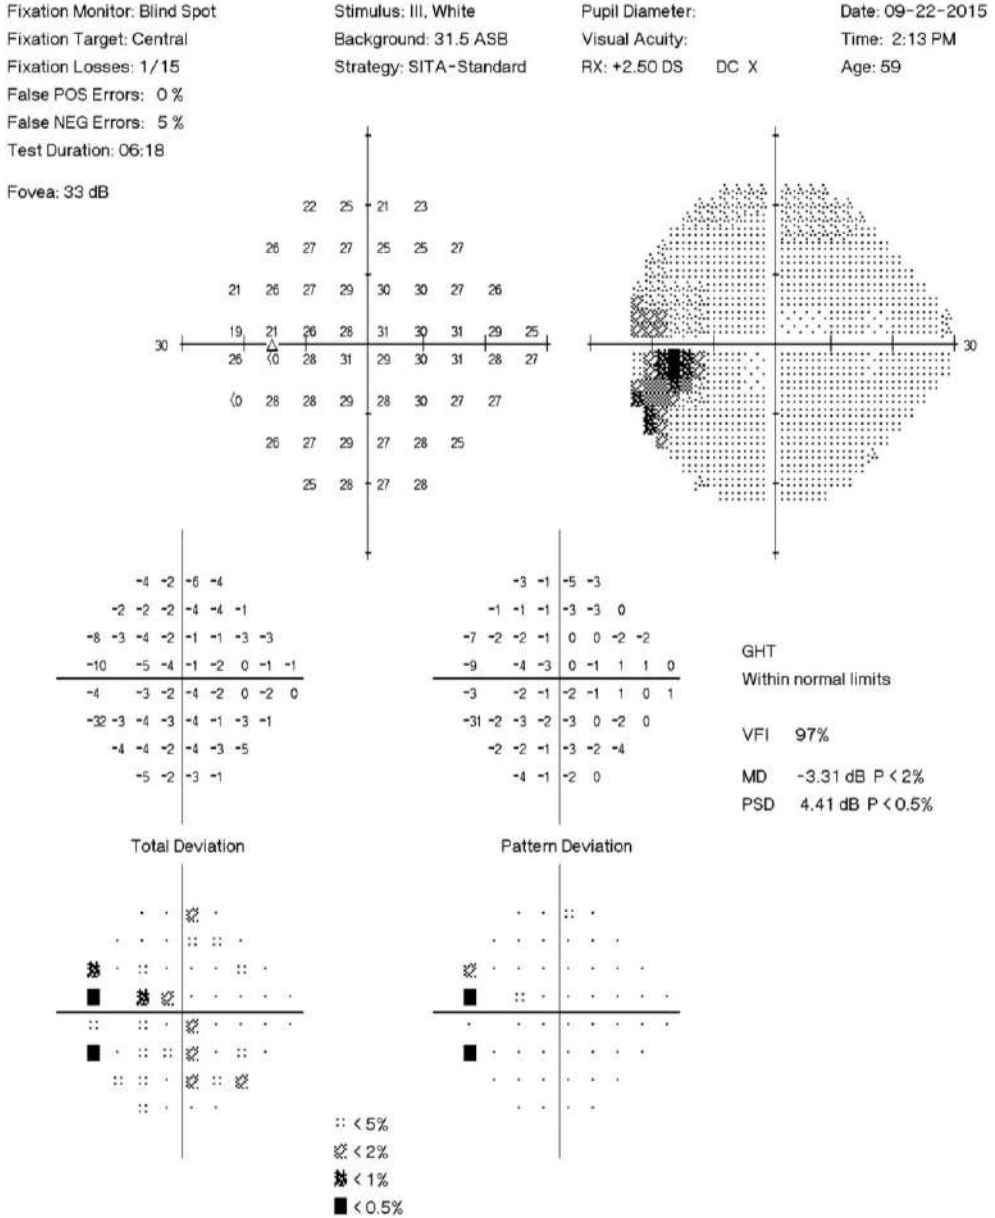 Fixation Monitor: Blind Spot Stimulus: III, White Pupil Diameter: Date: 09-22-2015
Fixation Target: Central Background: 31.5 ASB Visual Acuity: Time: 2:13 PM
Fixation Losses: 1/15 Strategy: SITA-Standard RX: +2.50 DS DC X Age: 59
False POS Errors: 0 %
False NEG Errors: 5 %
Test Duration: 06:18
Fovea: 33 dB
22 25 21 23
26 27 27 25 25 27
21 26 27 29 30 30 27 26
19 21 26 28 31 30 31 29 25
30 30
26 <0 28 31 29 30 31 28 27
<0 28 28 29 28 30 27 27
26 27 29 27 28 25
25 28 27 28
-4 -2 -6 -4 -3 -1 -5 -3
-2 -2 -2 -4 -4 -1 -1 -1 -1 -3 -3 0
-8 -3 -4 -2 -1 -1 -3 -3 -7 -2 -2 -1 0 0 -2 -2
-10 -5 -4 -1 -2 0 -1 -1 -9 -4 -3 0 -1 1 1 0
-4 -3 -2 -4 -2 0 -2 0 -3 -2 -1 -2 -1 1 0 1
-32 -3 -4 -3 -4 -1 -3 -1 -31 -2 -3 -2 -3 0 -2 0
-4 -4 -2 -4 -3 -5 -2 -2 -1 -3 -2 -4
-5 -2 -3 -1 -4 -1 -2 0
GHT
Within normal limits
VFI 97%
MD -3.31 dB P < 2%
PSD 4.41 dB P < 0.5%
Total Deviation Pattern Deviation
< 5%
< 2%
< 1%
< 0.5%